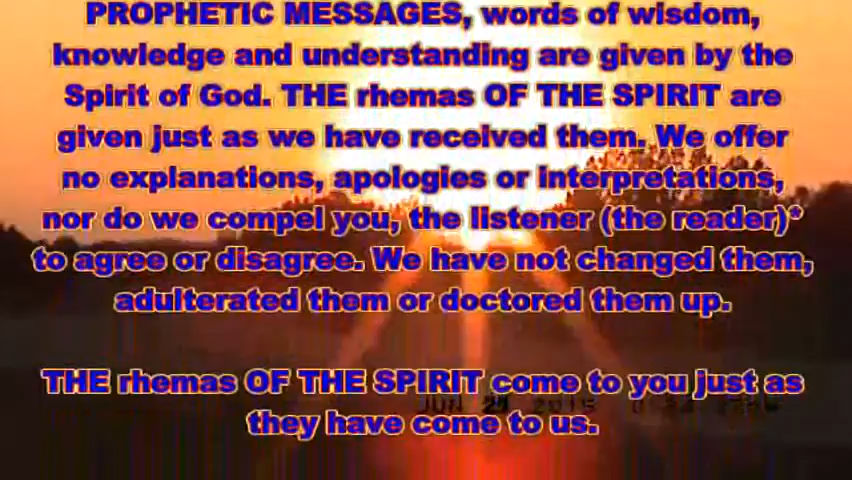 PROPHETIC MESSAGES, words of wisdom,
knowledge and understanding are given by the
Spirit of God. THE rhemas OF THE SPIRIT are
given just as we have received them. We offer
no explanations, apologies or interpretations,
nor do we compel you, the listener (the reader)*
to agree or disagree. We have not changed them,
adulterated them or doctored them up.
THE rhemas OF THE SPIRIT come to you just as
they have come to us.
JUN 2015